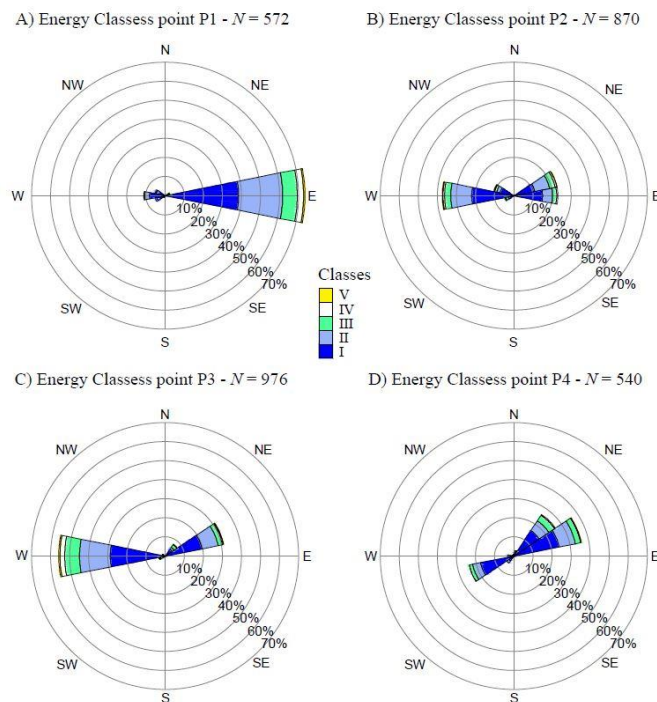 A) Energy Classess point P1 - N = 572
N
NW
NE
W
E
10%
20%
30%
40%
50%
60%
70%
SW
SE
S
B) Energy Classess point P2 - N = 870
N
NW
NE
W
E
10%
20%
30%
40%
50%
60%
70%
SW
SE
S
Classes
V
IV
III
II
I
C) Energy Classess point P3 - N = 976
N
NW
NE
W
E
10%
20%
30%
40%
50%
60%
70%
SW
SE
S
D) Energy Classess point P4 - N = 540
N
NW
NE
W
E
10%
20%
30%
40%
50%
60%
70%
SW
SE
S